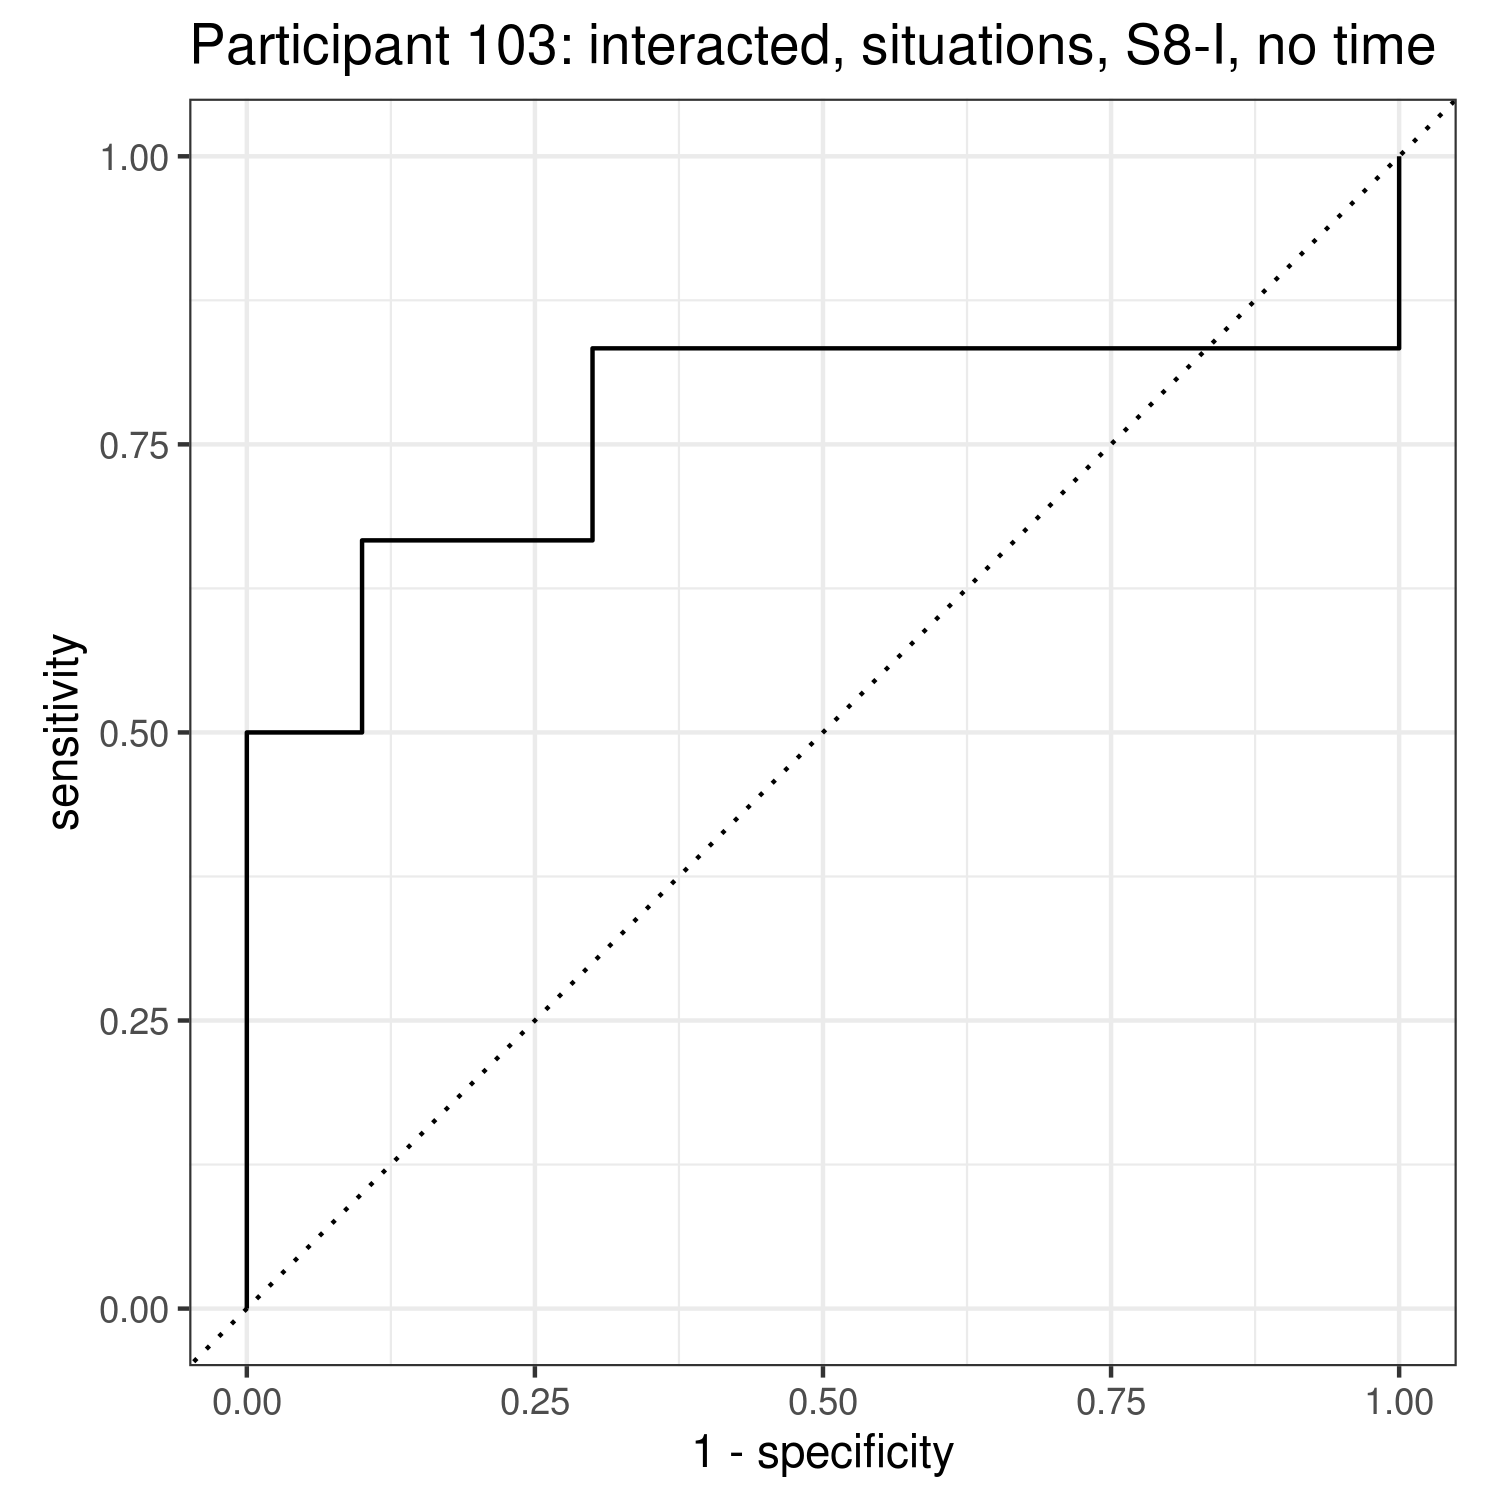 Participant 103: interacted, situations, S8-I, no time
sensitivity
1.00
0.75
0.50
0.25
0.00
0.00 0.25 0.50 0.75 1.00
1 - specificity